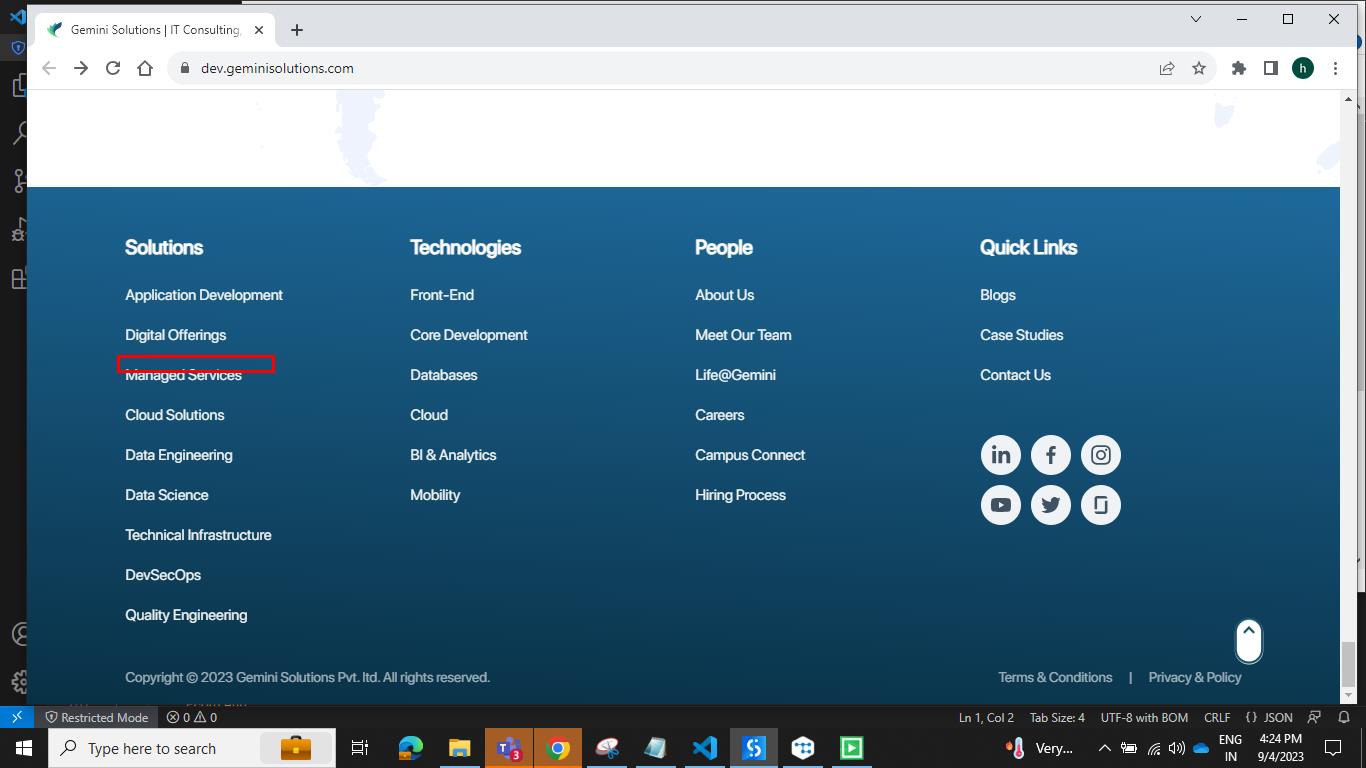 Gemini Solutions | IT Consulting,
dev.geminisolutions.com
h
Solutions
Application Development
Digital Offerings
Managed Services
Cloud Solutions
Data Engineering
Data Science
Technical Infrastructure
DevSecOps
Quality Engineering
Technologies
Front-End
Core Development
Databases
Cloud
BI & Analytics
Mobility
People
About Us
Meet Our Team
Life@Gemini
Careers
Campus Connect
Hiring Process
Quick Links
Blogs
Case Studies
Contact Us
Copyright © 2023 Gemini Solutions Pvt. ltd. All rights reserved.
Terms & Conditions | Privacy & Policy
Restricted Mode 0 0
Ln 1, Col 2 Tab Size: 4 UTF-8 with BOM CRLF {} JSON
Type here to search
3
Very...
ENG
IN
4:24 PM
9/4/2023